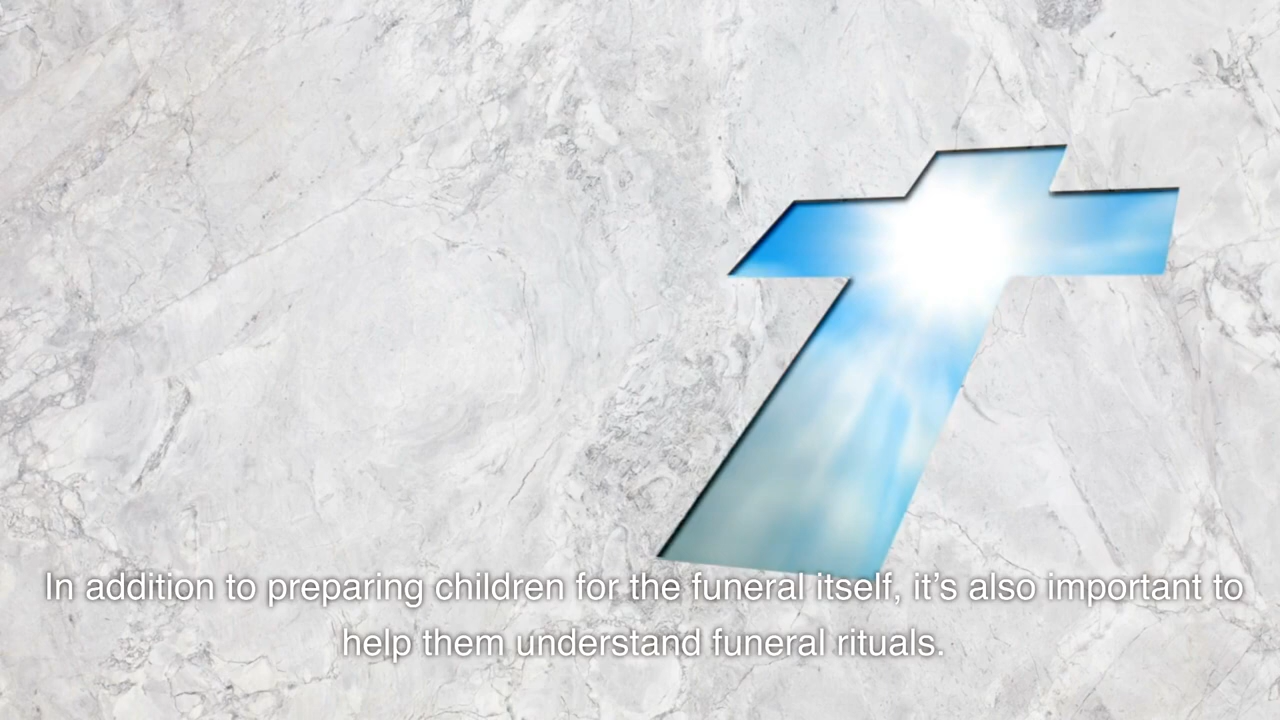 In addition to preparing children for the funeral itself, it’s also important to
help them understand funeral rituals.